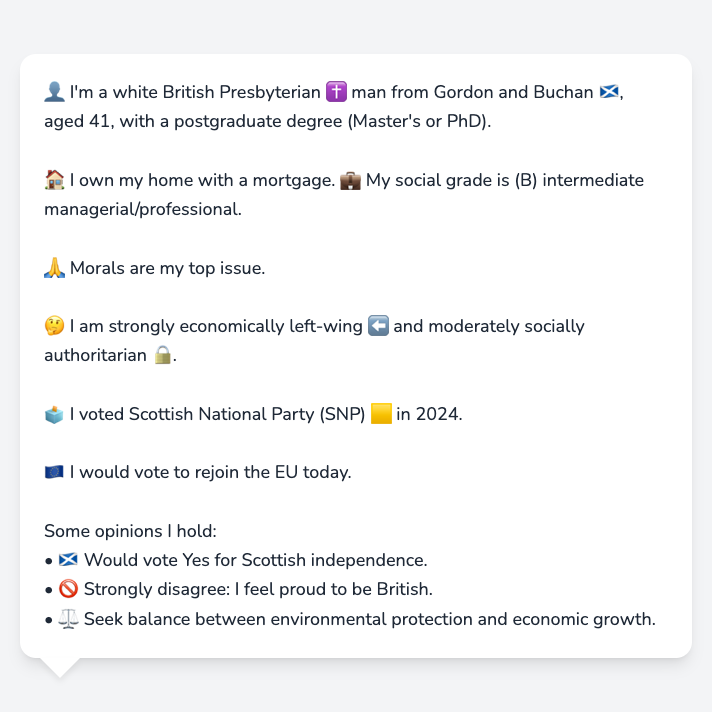 👤 I'm a white British Presbyterian ✝️ man from Gordon and Buchan 🏴󠁧󠁢󠁳󠁣󠁴󠁿,
aged 41, with a postgraduate degree (Master's or PhD).
🏠 I own my home with a mortgage. 💼 My social grade is (B) intermediate
managerial/professional.
🙏 Morals are my top issue.
🤔 I am strongly economically left-wing ⬅️ and moderately socially
authoritarian 🔒.
🗳️ I voted Scottish National Party (SNP) 🟨 in 2024.
🇪🇺 I would vote to rejoin the EU today.
Some opinions I hold:
• 🏴󠁧󠁢󠁳󠁣󠁴󠁿 Would vote Yes for Scottish independence.
• 🚫 Strongly disagree: I feel proud to be British.
• ⚖️ Seek balance between environmental protection and economic growth.